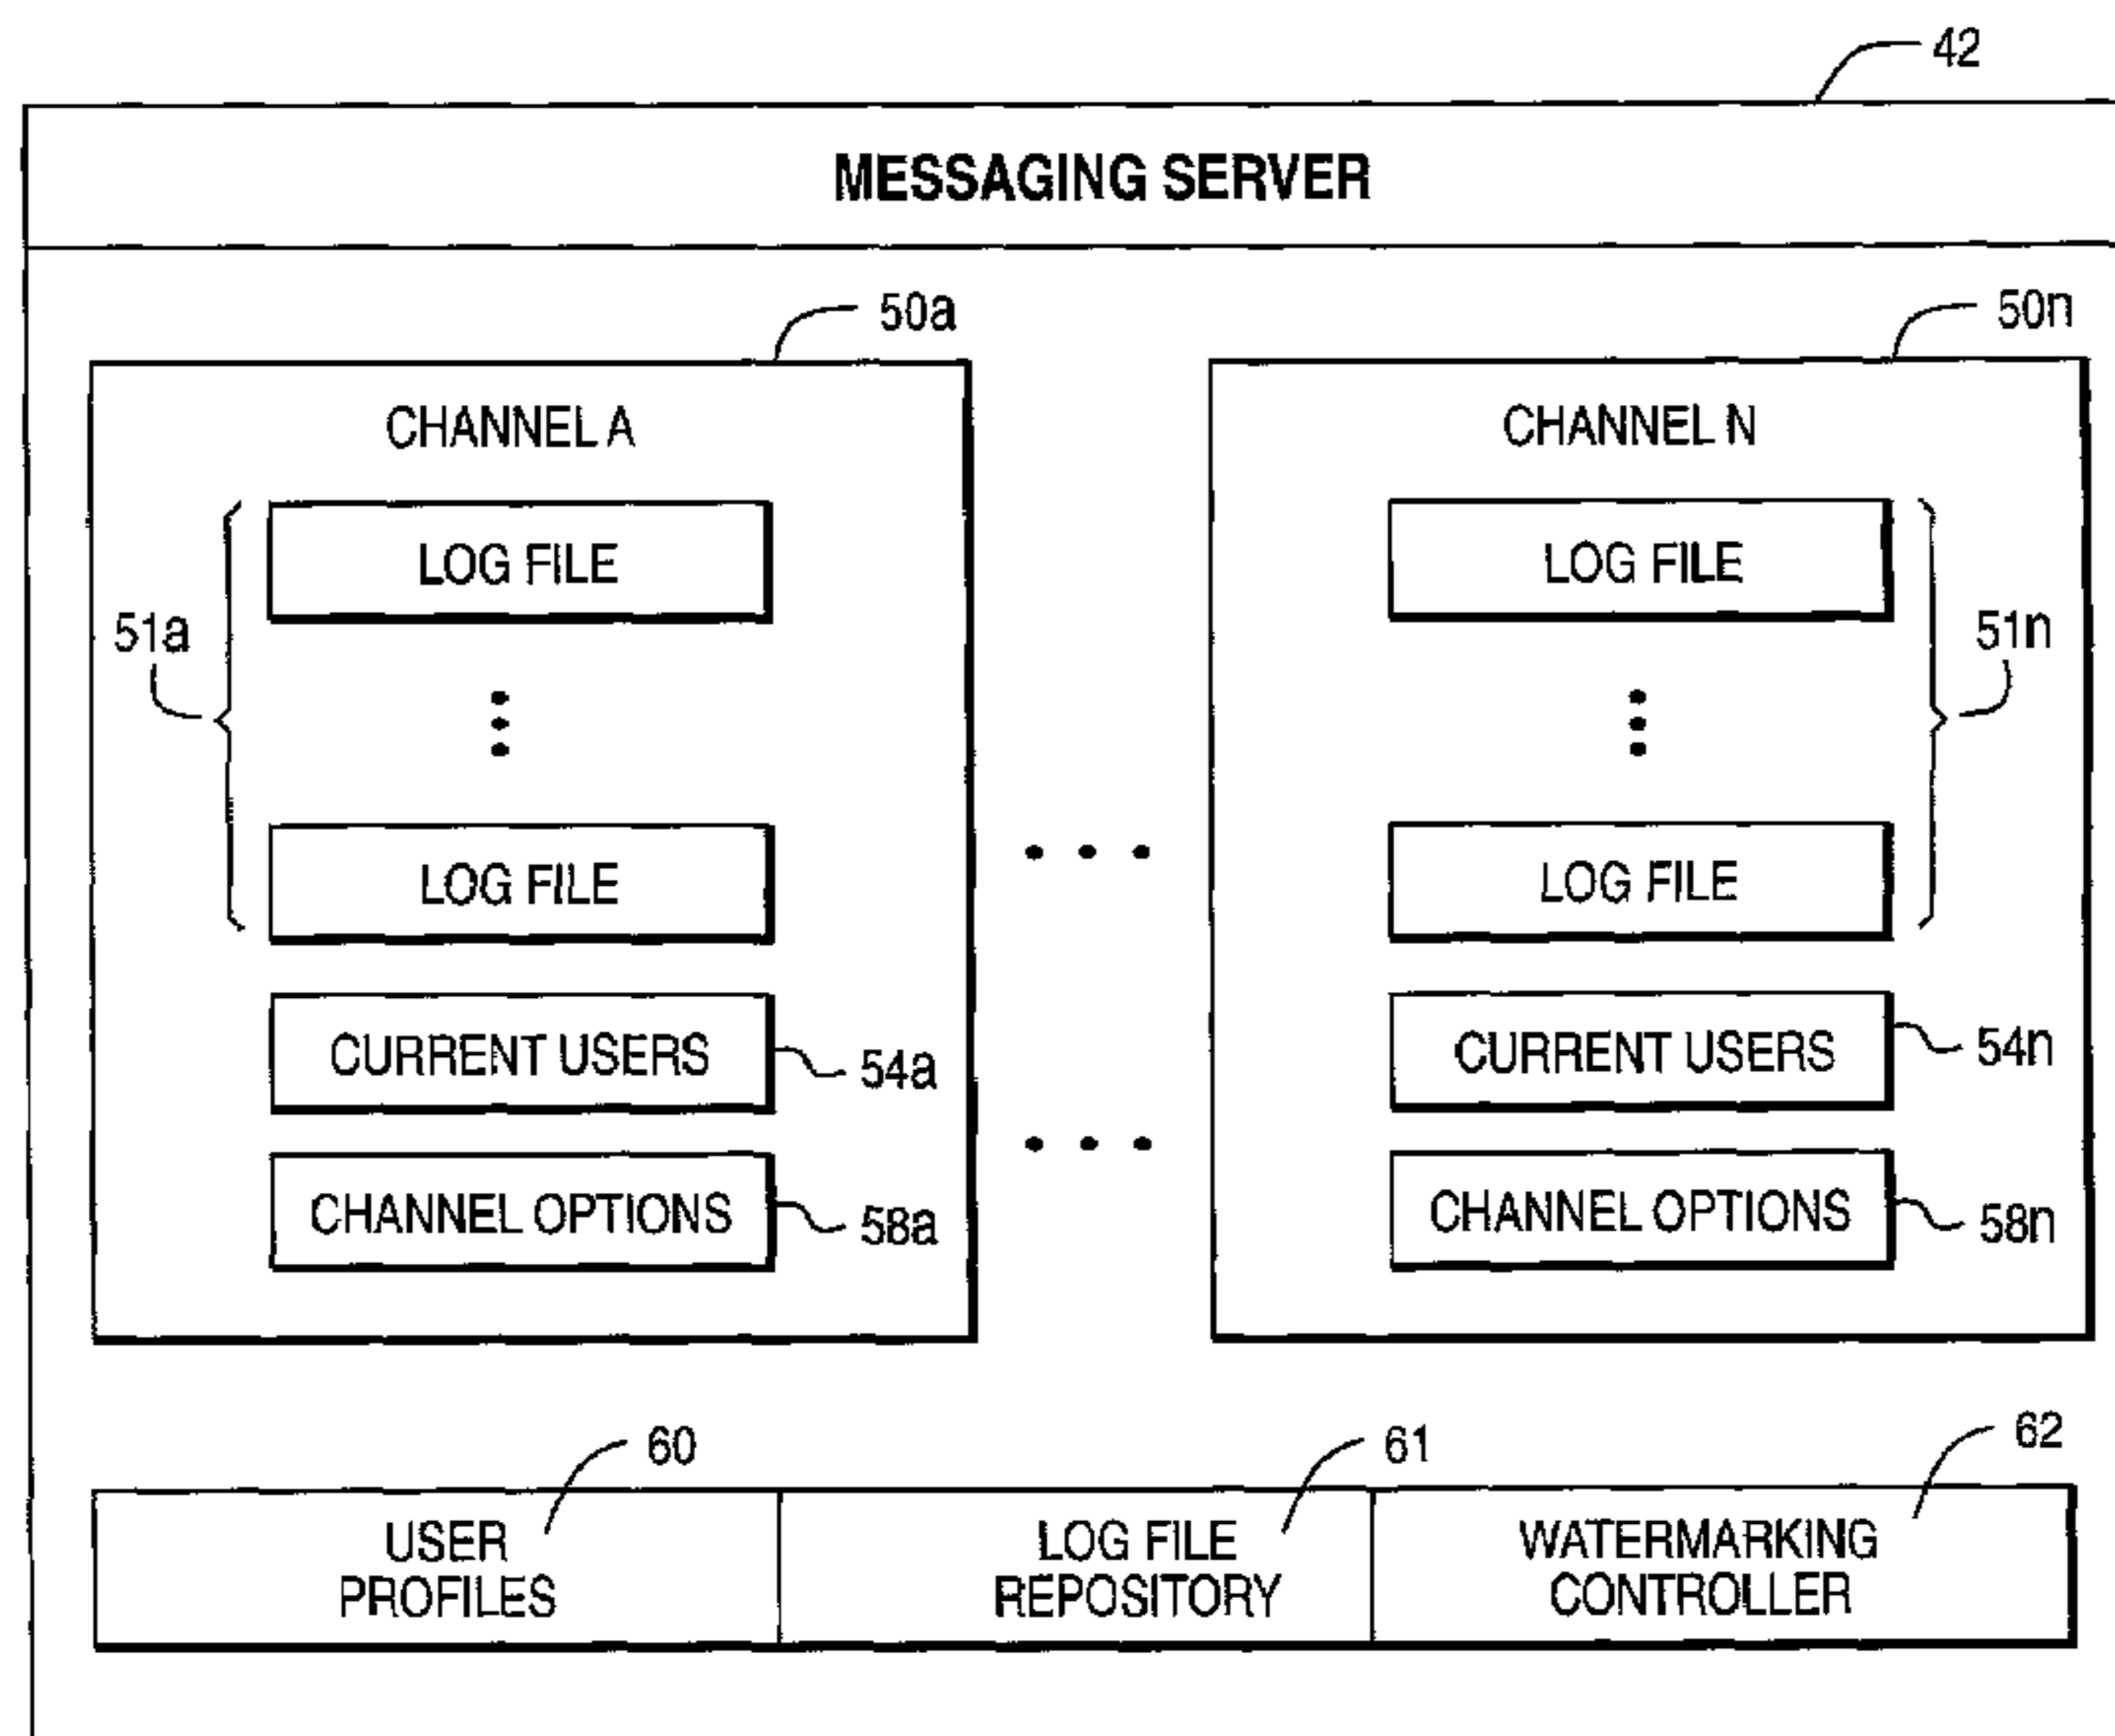 42
MESSAGING SERVER
50a
50n
CHANNEL A
CHANNEL N
LOG FILE
LOG FILE
51a
51n
LOG FILE
LOG FILE
CURRENT USERS
54a
CURRENT USERS
54n
CHANNEL OPTIONS
58a
CHANNEL OPTIONS
58n
60
61
62
USER
PROFILES
LOG FILE
REPOSITORY
WATERMARKING
CONTROLLER